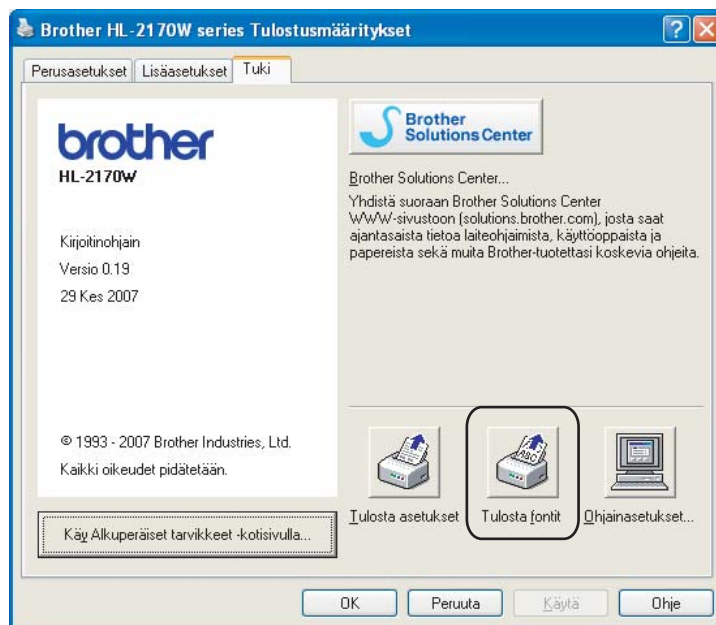 Brother HL-2170W series Tulostusmääritykset
Perusasetukset
Lisäasetukset
Tuki
brother
HL-2170W
Kirjoitinohjain
Versio 0.19
29 Kes 2007
© 1993 - 2007 Brother Industries, Ltd.
Kaikki oikeudet pidätetään.
Käy Alkuperäiset tarvikkeet -kotisivulla...
Brother
Solutions Center
Brother Solutions Center...
Yhdistä suoraan Brother Solutions Center
WWW-sivustoon (solutions.brother.com), josta saat
ajantasaista tietoa laiteohjaimista, käyttöoppaista ja
papereista sekä muita Brother-tuotettasi koskevia ohjeita.
ABC
Tulosta asetukset
Tulosta fontit
Ohjainasetukset...
OK
Peruuta
Käytä
Ohje